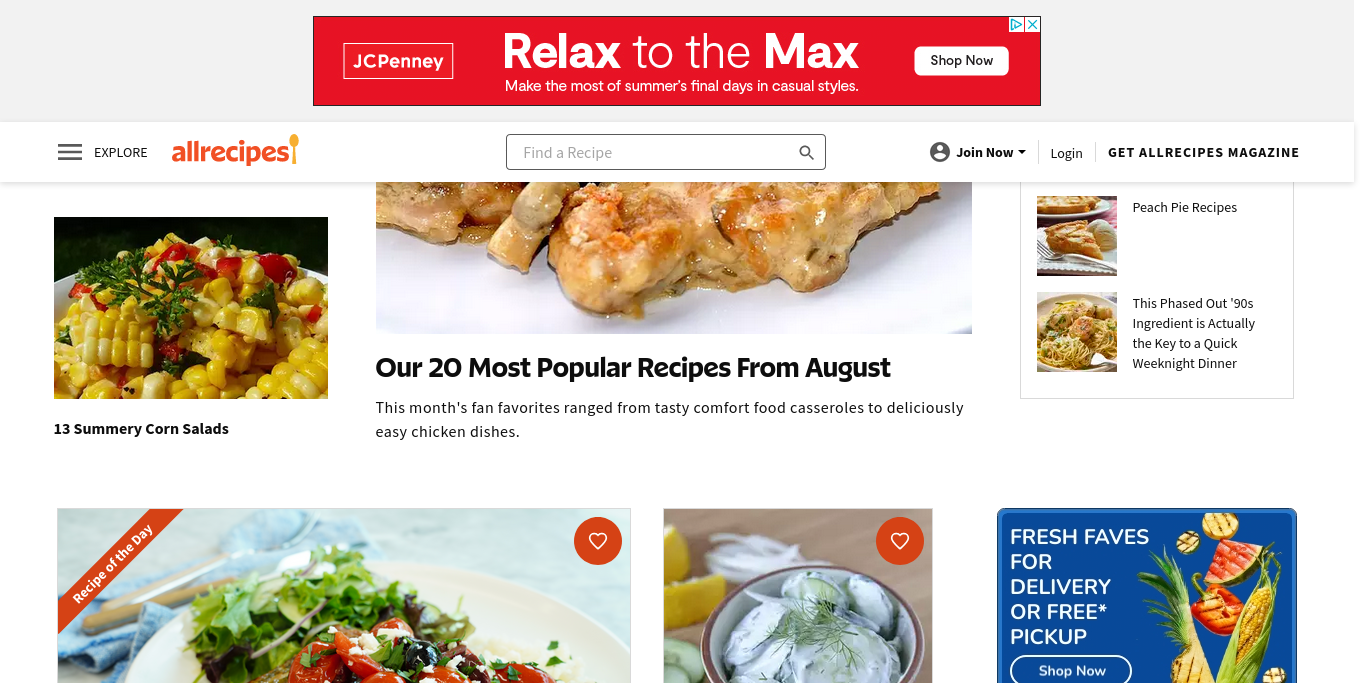 JCPenney
Relax to the Max
Make the most of summer's final days in casual styles.
Shop Now
EXPLORE
allrecipes
Find a Recipe
Join Now
Login
GET ALLRECIPES MAGAZINE
13 Summery Corn Salads
Our 20 Most Popular Recipes From August
This month's fan favorites ranged from tasty comfort food casseroles to deliciously
easy chicken dishes.
Peach Pie Recipes
This Phased Out '90s
Ingredient is Actually
the Key to a Quick
Weeknight Dinner
Recipe of the Day
FRESH FAVES
FOR
DELIVERY
OR FREE*
PICKUP
Shop Now